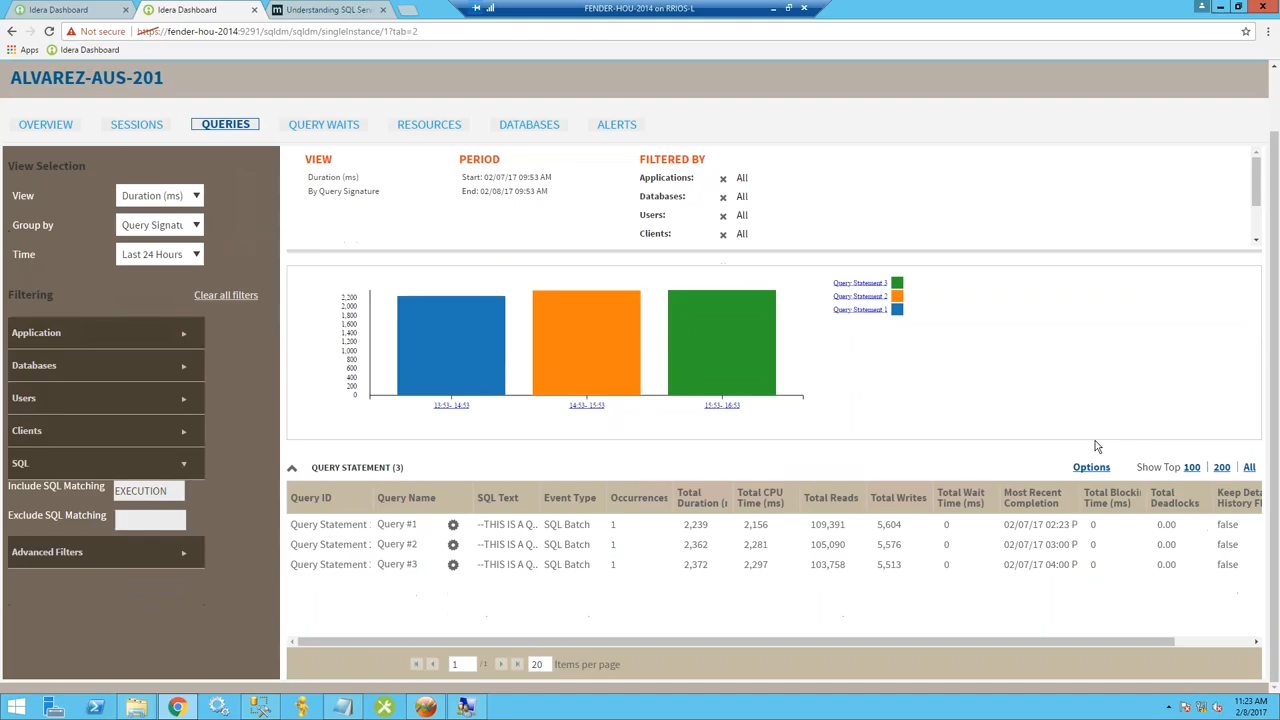 Idera Dashboard
Idera Dashboard
Understanding SQL Serv
FENDER-HOU-2014 on RRIOS-L
Not secure
https://fender-hou-2014:9291/sqldm/sqldm/singleInstance/1?tab=2
Apps
Idera Dashboard
ALVAREZ-AUS-201
OVERVIEW
SESSIONS
QUERIES
QUERY WAITS
RESOURCES
DATABASES
ALERTS
View Selection
View
Duration (ms)
Group by
Query Signatu
Time
Last 24 Hours
Filtering
Clear all filters
Application
Databases
Users
Clients
SQL
Include SQL Matching
EXECUTION
Exclude SQL Matching
Advanced Filters
VIEW
Duration (ms)
By Query Signature
PERIOD
Start: 02/07/17 09:53 AM
End: 02/08/17 09:53 AM
FILTERED BY
Applications: All
Databases: All
Users: All
Clients: All
2,200
2,000
1,800
1,600
1,400
1,200
1,000
800
600
400
200
0
13:53- 14:53
14:53- 15:53
15:53- 16:53
Query Statement 3
Query Statement 2
Query Statement 1
QUERY STATEMENT (3)
Options
Show Top 100 | 200 | All
Query ID Query Name SQL Text Event Type Occurrences Total Duration (r Total CPU Time (ms) Total Reads Total Writes Total Wait Time (ms) Most Recent Completion Total Blocki Time (ms) Total Deadlocks Keep Deta History Fl
Query Statement Query #1 --THIS IS A Q.. SQL Batch 1 2,239 2,156 109,391 5,604 0 02/07/17 02:23 P 0 0.00 false
Query Statement Query #2 --THIS IS A Q.. SQL Batch 1 2,362 2,281 105,090 5,576 0 02/07/17 03:00 P 0 0.00 false
Query Statement Query #3 --THIS IS A Q.. SQL Batch 1 2,372 2,297 103,758 5,513 0 02/07/17 04:00 P 0 0.00 false
1 / 1 20 Items per page
11:23 AM
2/8/2017